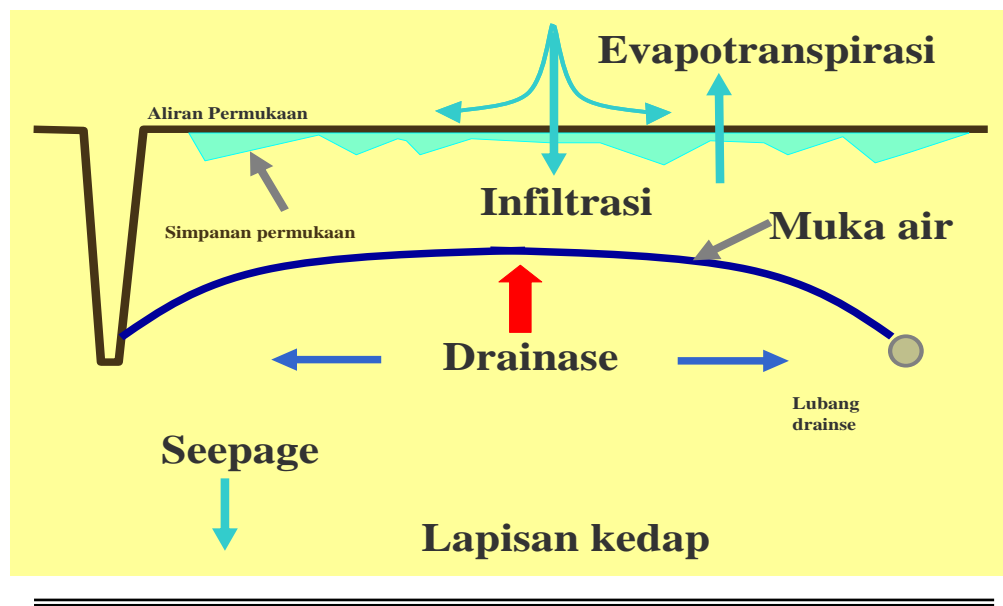 Evapotranspirasi
Aliran Permukaan
Infiltrasi
Simpanan permukaan
Muka air
Drainase
Lubang
drainse
Seepage
Lapisan kedap